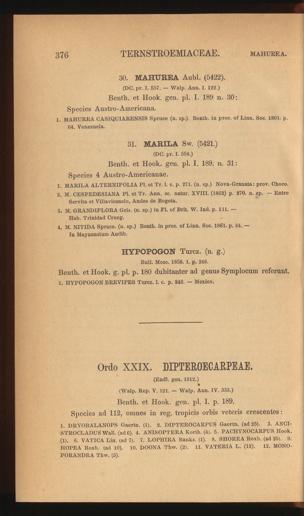 376 TERNSTROEMIACEAE. MAHUREA.
30. MAHUREA Aubl. (5422).
(DC. pr. I. 557. — Walp. Ann. I. 122.)
Benth. et Hook. gen. pl. I. 189 n. 30:
Species Austro-Americana.
1. MAHUREA CASIQUIARENSIS Spruce (n. sp.) Benth. in proc. of Linn. Soc. 1861. p.
64. Venezuela.
31. MARILA Sw. (5421.)
(DC. pr. I. 558.)
Benth. et Hook. gen. pl. I. 189. n. 31:
Species 4 Austro-Americanae.
1. MARILA ALTERNIFOLIA Pl. et Tr. l. c. p. 271. (n. sp.) Nova-Granata: prov. Choco.
2. M. CESPEDESIANA Pl. et Tr. Ann. sc. natur. XVIII. [1862] p. 270. n. sp. — Entre
Servita et Villavicencio, Andes de Bogota.
3. M. GRANDIFLORA Gris. (n. sp.) in Fl. of Brit. W. Ind. p. 111. —
Hab. Trinidad Crueg.
4. M. NITIDA Spruce. (n. sp.) Benth. in proc. of Linn. Soc. 1861. p. 64. —
In Maynensium
HYPOPOGON Turcz. (n. g.)
Bull. Mosc. 1858. I. p. 248.
Benth. et Hook. g. pl. p. 180 dubitanter ad genus Symplocum referunt.
1. HYPOPOGON BREVIPES Turcz. l. c. p. 248. — Mexico.
Ordo XXIX. DIPTEROECARPEAE.
(Endl. gen. 1012.)
(Walp. Rep. V. 121. — Walp. Ann. IV. 333.)
Benth. et Hook. gen. pl. I. p. 189.
Species ad 112, omnes in reg. tropicis orbis veteris crescentes:
1. DRYOBALANOPS Gaertn. (1). 2. DIPTEROCARPUS Gaertn. (ad 25). 3. ANCI-
STROCLADUS Wall. (ad 6). 4. ANISOPTERA Korth. (4). 5. PACHYNOCARPUS Hook.
(1). 6. VATICA Lin. (ad 7). 7. LOPHIRA Banks. (1). 8. SHOREA Roxb. (ad 25). 9.
HOPEA Roxb. (ad 10). 10. DOONA Thw. (2). 11. VATERIA L. (12). 12. MONO-
PORANDRA Thw. (3).